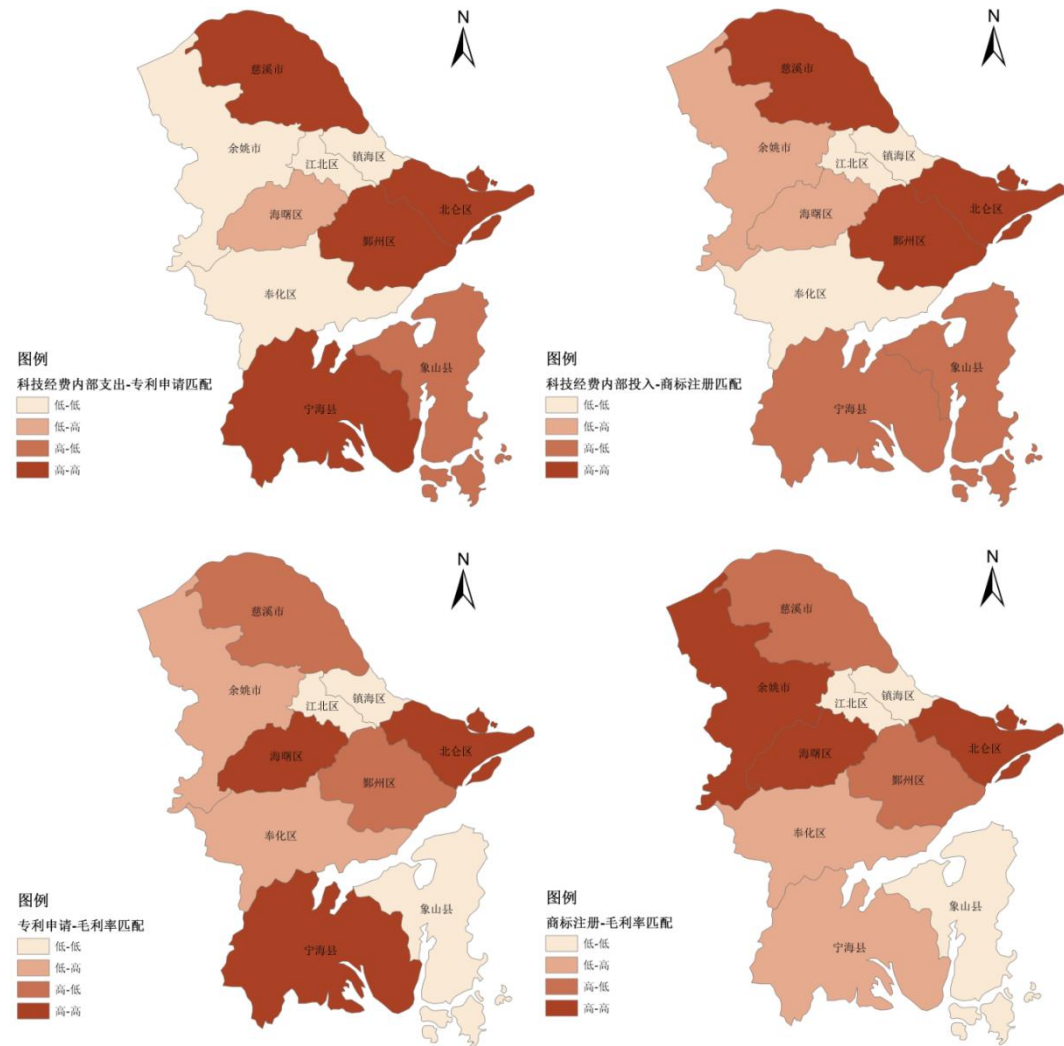 N
慈溪市
余姚市
江北区
镇海区
北仑区
海曙区
鄞州区
奉化区
象山县
宁海县
图例
科技经费内部支出-专利申请匹配
低-低
低-高
高-低
高-高
N
慈溪市
余姚市
江北区
镇海区
北仑区
海曙区
鄞州区
奉化区
象山县
宁海县
图例
科技经费内部投入-商标注册匹配
低-低
低-高
高-低
高-高
N
慈溪市
余姚市
江北区
镇海区
北仑区
海曙区
鄞州区
奉化区
象山县
宁海县
图例
专利申请-毛利率匹配
低-低
低-高
高-低
高-高
N
慈溪市
余姚市
江北区
镇海区
北仑区
海曙区
鄞州区
奉化区
象山县
宁海县
图例
商标注册-毛利率匹配
低-低
低-高
高-低
高-高